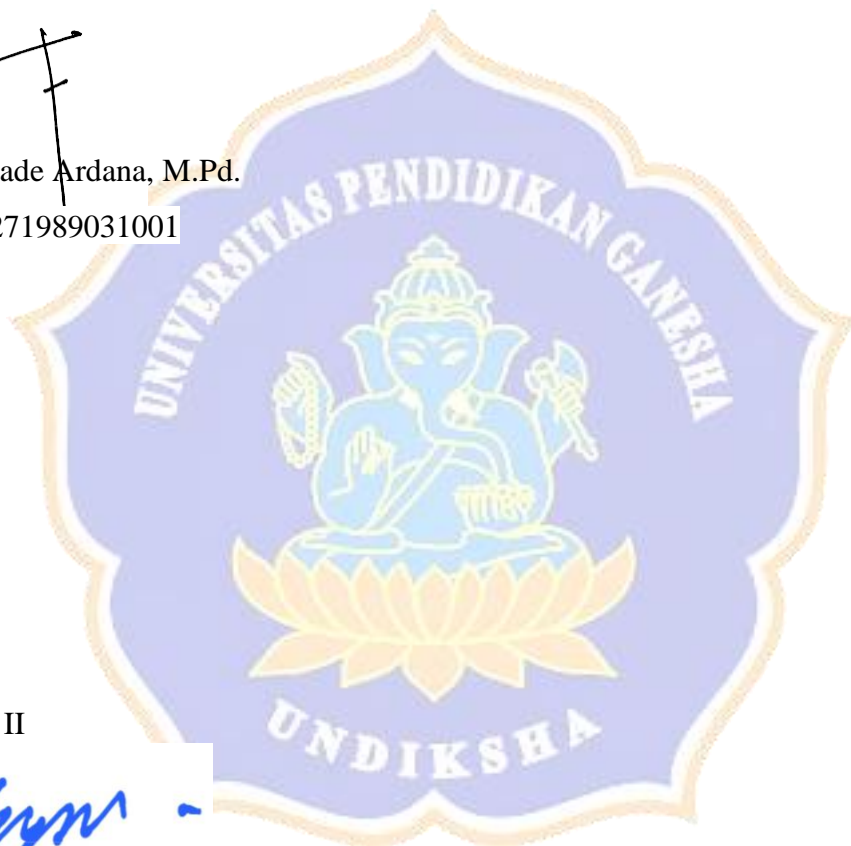 ade Ardana, M.Pd.
271989031001
UNIVERSITAS PENDIDIKAN GANESHA
UNDIKSHA
II